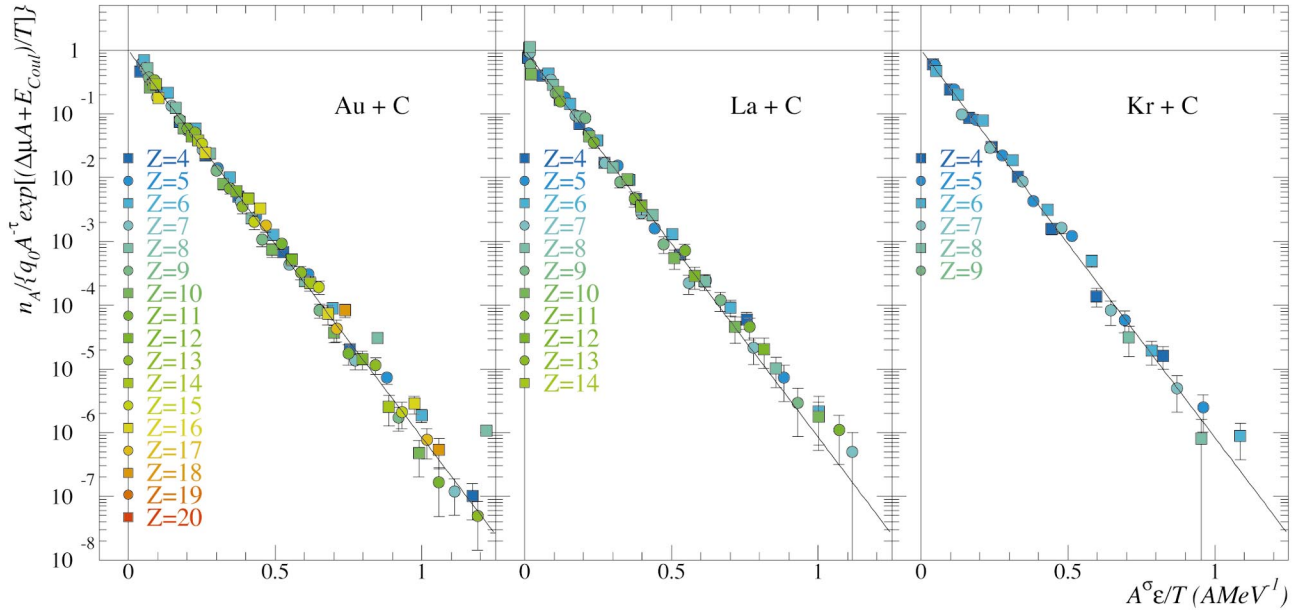 n_A/{q_0A^{-τ}exp[(ΔμA+E_{Coul})/T]}
1
10^{-1}
10^{-2}
10^{-3}
10^{-4}
10^{-5}
10^{-6}
10^{-7}
10^{-8}
Au + C
Z=4
Z=5
Z=6
Z=7
Z=8
Z=9
Z=10
Z=11
Z=12
Z=13
Z=14
Z=15
Z=16
Z=17
Z=18
Z=19
Z=20
0 0.5 1
La + C
Z=4
Z=5
Z=6
Z=7
Z=8
Z=9
Z=10
Z=11
Z=12
Z=13
Z=14
0 0.5 1
Kr + C
Z=4
Z=5
Z=6
Z=7
Z=8
Z=9
0 0.5 1
A^σε/T (AMeV^{-1})